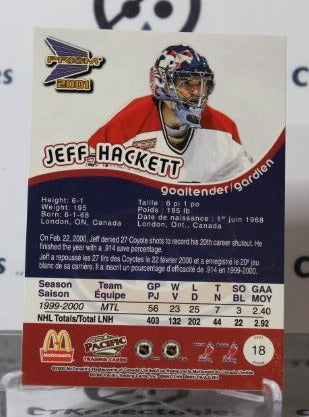 PRISM
2001
JEFF HACKETT
goaltender/gardien
Height: 6-1
Weight: 195
Born: 6-1-68
London, ON, Canada
Taille : 6 pi 1 po
Poids : 195 lb
Date de naissance : 1er juin 1968
London, Ont., Canada
On Feb 22, 2000, Jeff denied 27 Coyote shots to record his 20th career shutout. He
finished the year with a .914 save percentage.
Jeff a repoussé les 27 tirs des Coyotes le 22 février 2000 et a enregistré le 20e jeu
blanc de sa carrière. Il a inscrit un pourcentage d'efficacité de .914 en 1999-2000.
Season Team GP W L T SO GAA
Saison Équipe PJ V D N BL MOY
1999-2000 MTL 56 23 25 7 3 2.40
NHL Totals/Totaux LNH 403 132 202 44 22 2.92
McDonald's
PACIFIC
TRADING CARDS
NHL
18